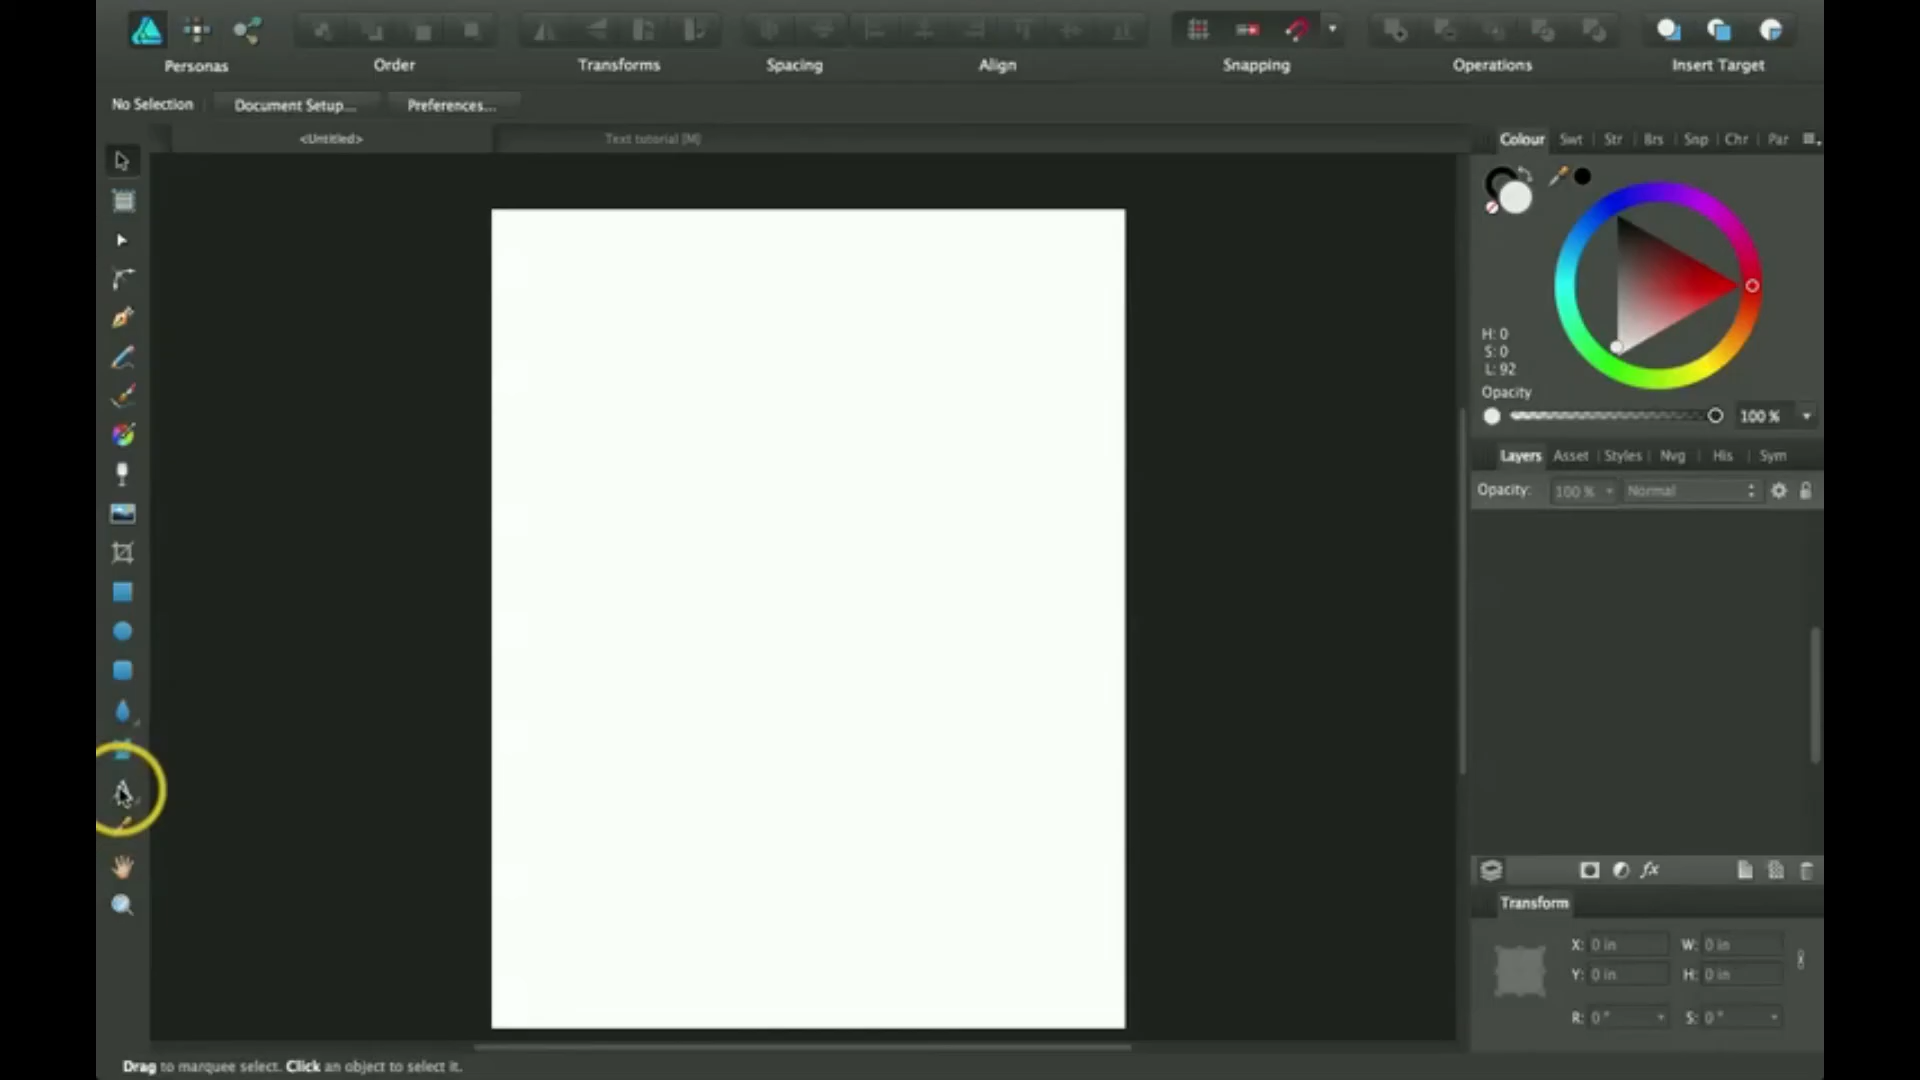 Personas Order Transforms Spacing Align Snapping Operations Insert Target
No Selection Document Setup... Preferences...
<Untitled> Text tutorial [M]
Colour Swt Str Brs Snp Chr Par
H: 0
S: 0
L: 92
Opacity
100 %
Layers Asset Styles Nvg His Sym
Opacity: 100 % Normal
fx
Transform
X: 0 in W: 0 in
Y: 0 in H: 0 in
R: 0 ° S: 0 °
Drag to marquee select. Click an object to select it.